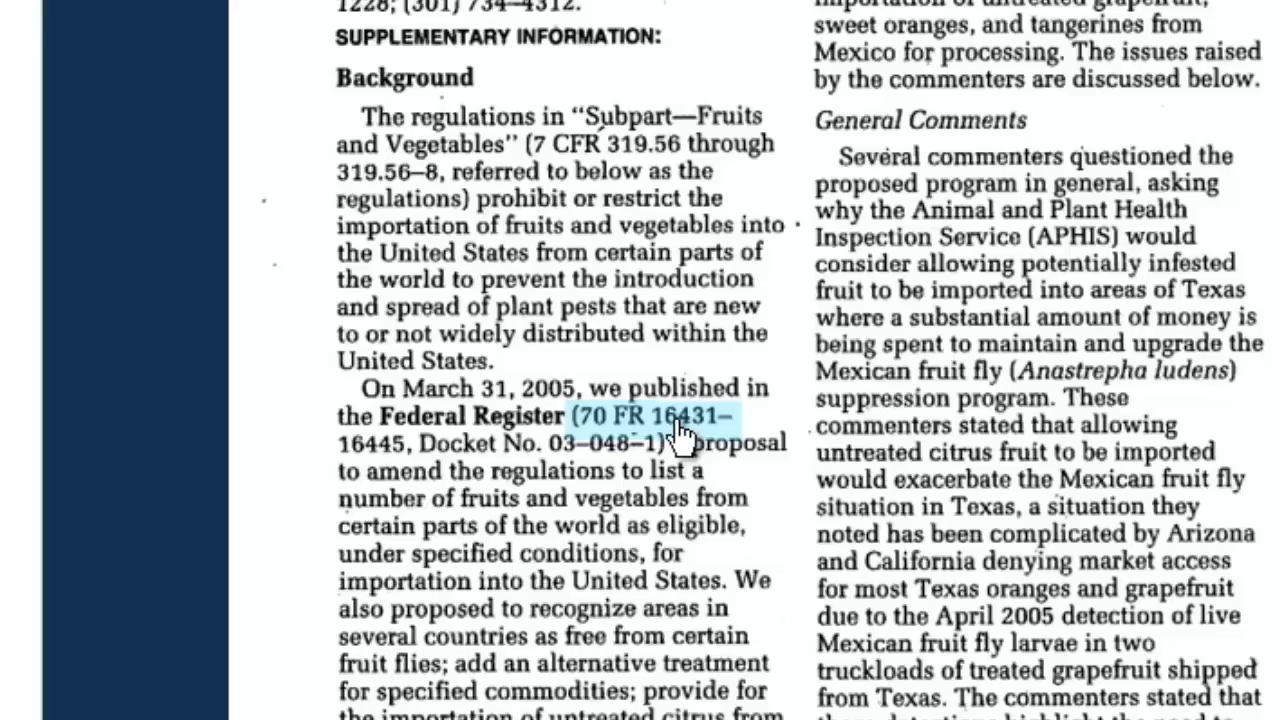 1228; (301) 734–4312.
SUPPLEMENTARY INFORMATION:
Background
The regulations in “Subpart—Fruits
and Vegetables” (7 CFR 319.56 through
319.56–8, referred to below as the
regulations) prohibit or restrict the
importation of fruits and vegetables into
the United States from certain parts of
the world to prevent the introduction
and spread of plant pests that are new
to or not widely distributed within the
United States.
On March 31, 2005, we published in
the Federal Register (70 FR 16431–
16445, Docket No. 03–048–1) proposal
to amend the regulations to list a
number of fruits and vegetables from
certain parts of the world as eligible,
under specified conditions, for
importation into the United States. We
also proposed to recognize areas in
several countries as free from certain
fruit flies; add an alternative treatment
for specified commodities; provide for
the importation of untreated citrus from
importation of untreated grapefruit,
sweet oranges, and tangerines from
Mexico for processing. The issues raised
by the commenters are discussed below.
General Comments
Several commenters questioned the
proposed program in general, asking
why the Animal and Plant Health
Inspection Service (APHIS) would
consider allowing potentially infested
fruit to be imported into areas of Texas
where a substantial amount of money is
being spent to maintain and upgrade the
Mexican fruit fly (Anastrepha ludens)
suppression program. These
commenters stated that allowing
untreated citrus fruit to be imported
would exacerbate the Mexican fruit fly
situation in Texas, a situation they
noted has been complicated by Arizona
and California denying market access
for most Texas oranges and grapefruit
due to the April 2005 detection of live
Mexican fruit fly larvae in two
truckloads of treated grapefruit shipped
from Texas. The commenters stated that